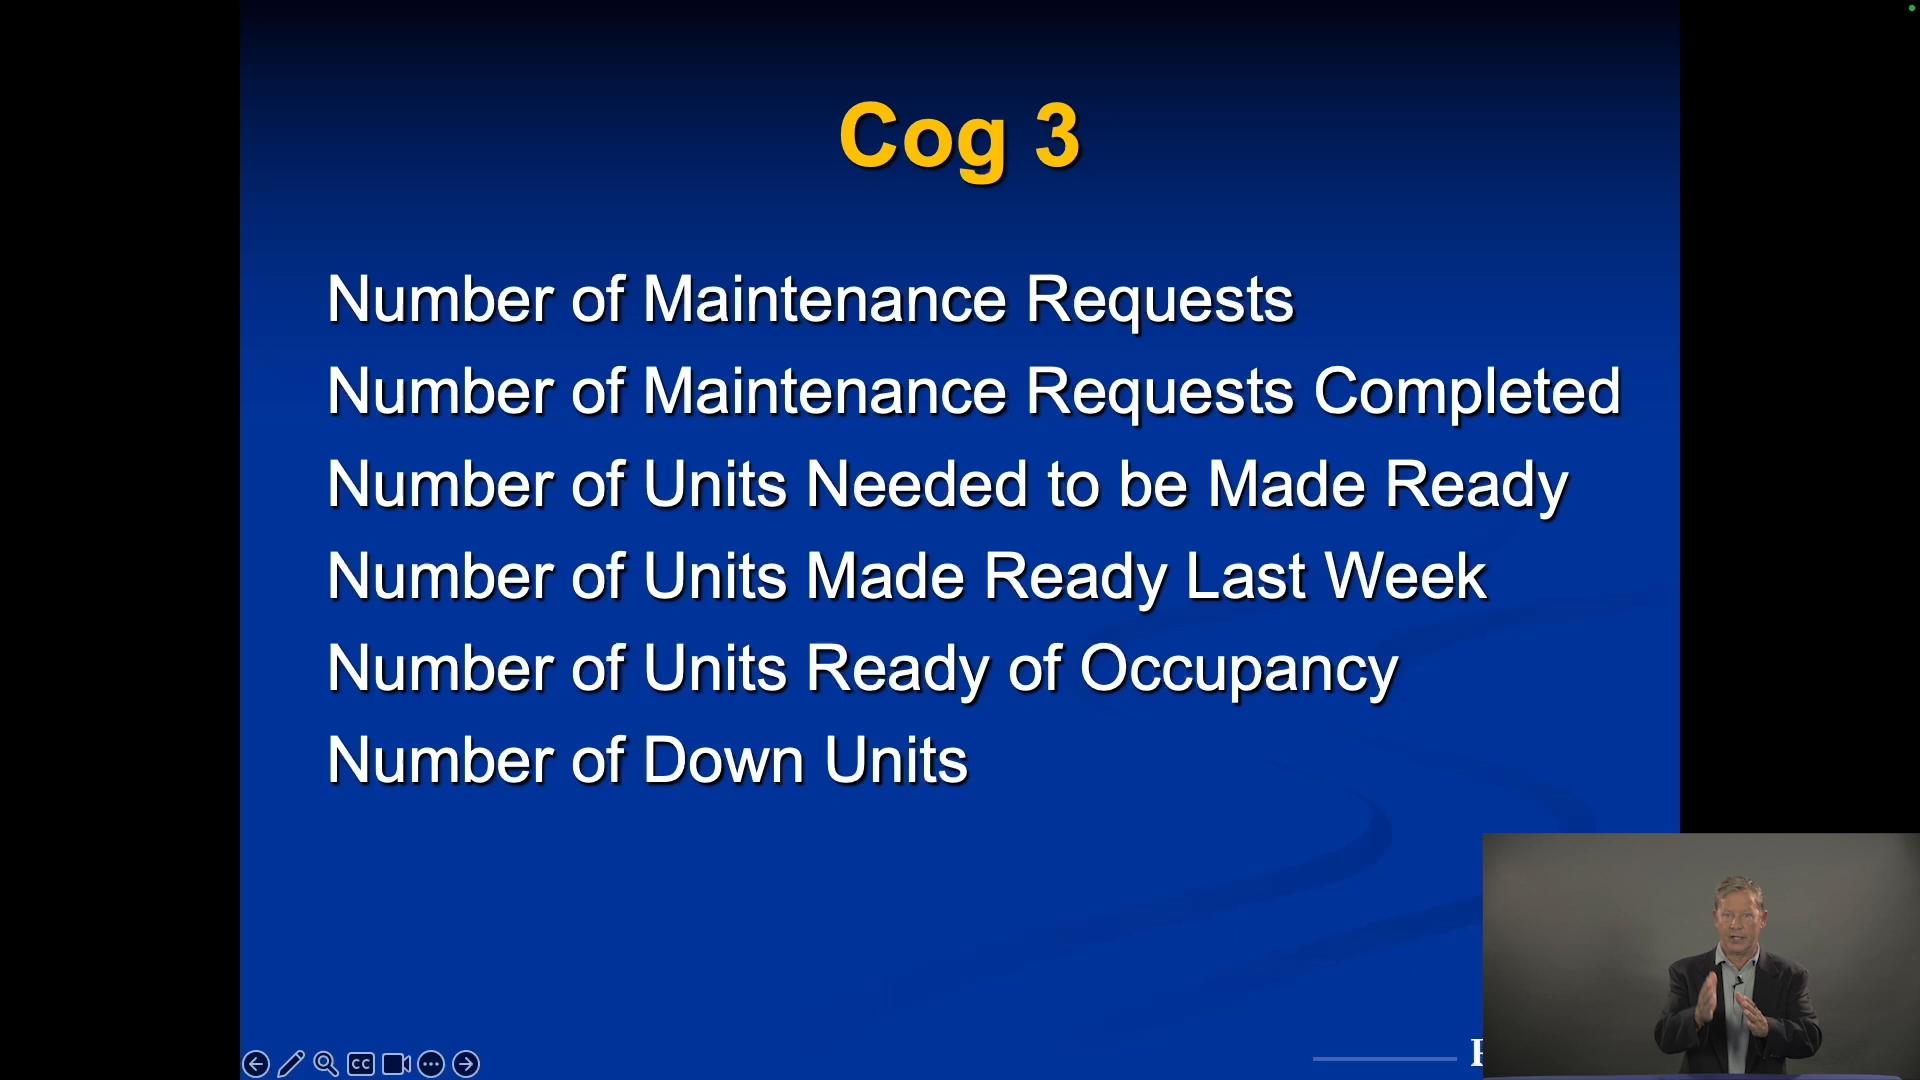 Cog 3
Number of Maintenance Requests
Number of Maintenance Requests Completed
Number of Units Needed to be Made Ready
Number of Units Made Ready Last Week
Number of Units Ready of Occupancy
Number of Down Units
CC